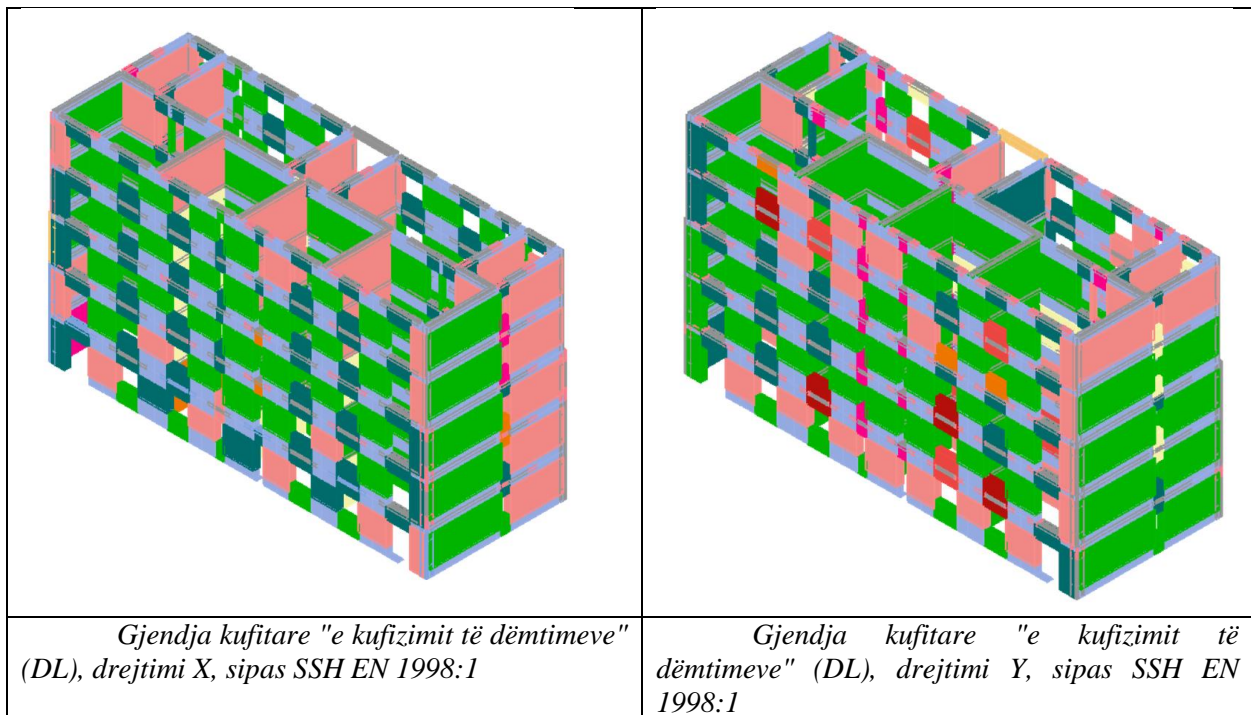 Gjendja kufitare "e kufizimit të dëmtimeve"
(DL), drejtimi X, sipas SSH EN 1998:1
Gjendja kufitare "e kufizimit të
dëmtimeve" (DL), drejtimi Y, sipas SSH EN
1998:1